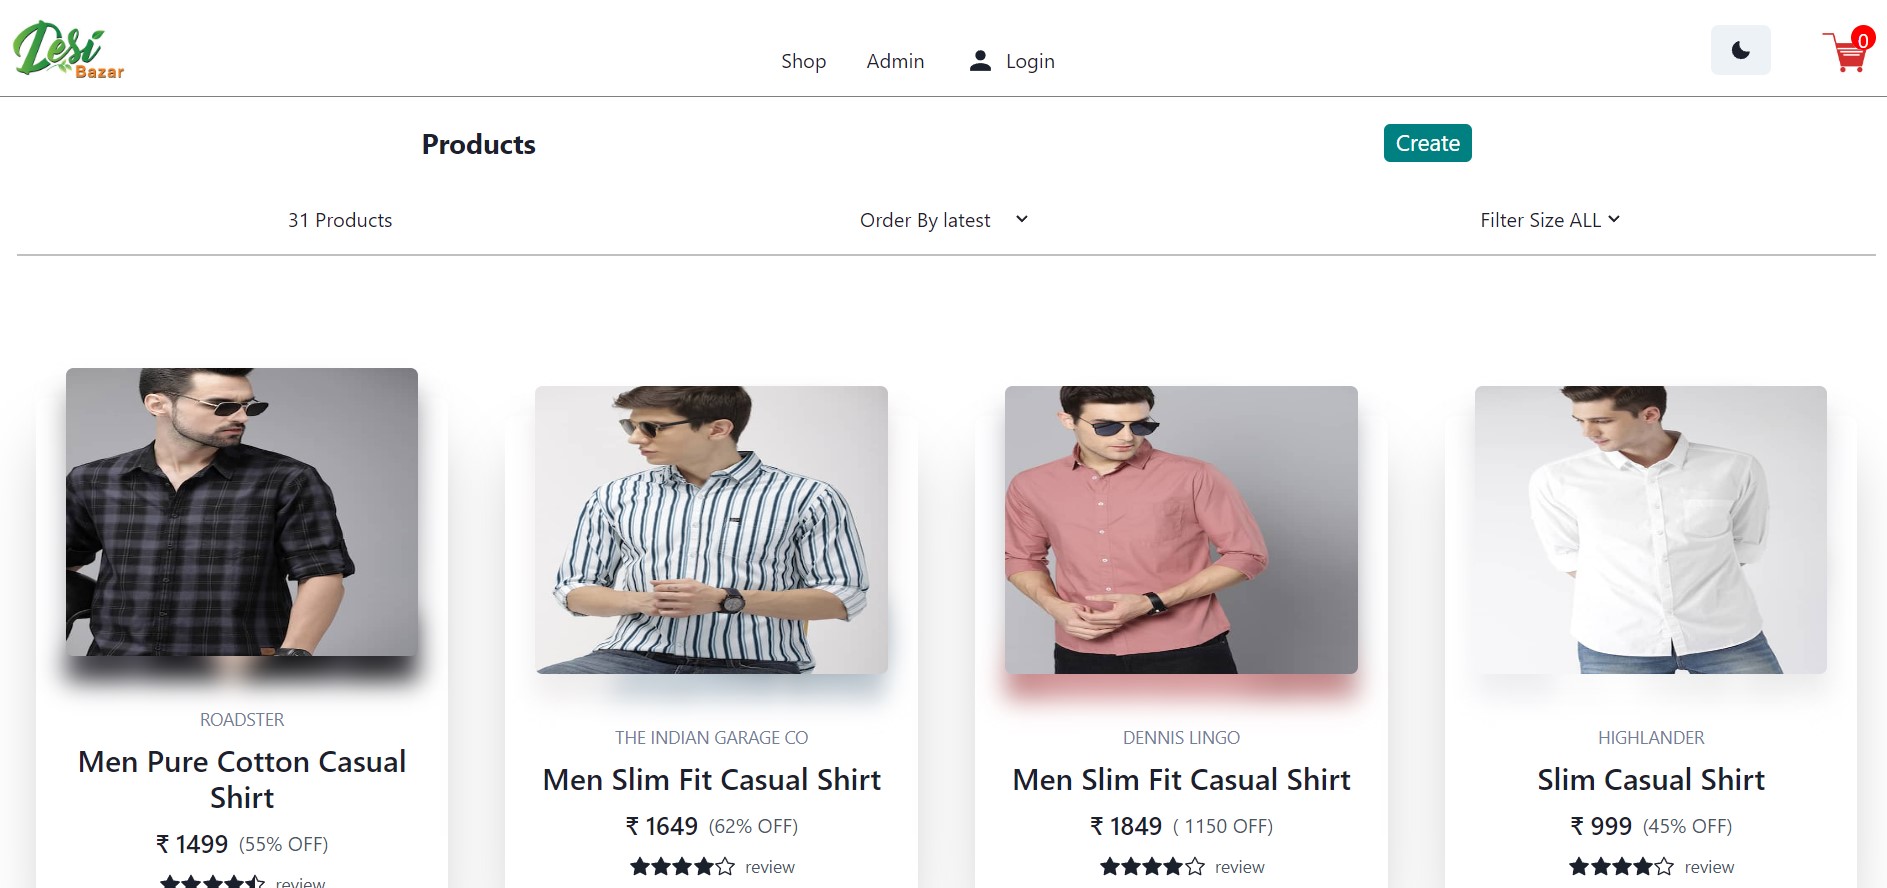 Desi
Bazar
Shop Admin Login
0
Products Create
31 Products Order By latest Filter Size ALL
ROADSTER
Men Pure Cotton Casual
Shirt
₹ 1499 (55% OFF)
review
THE INDIAN GARAGE CO
Men Slim Fit Casual Shirt
₹ 1649 (62% OFF)
review
DENNIS LINGO
Men Slim Fit Casual Shirt
₹ 1849 ( 1150 OFF)
review
HIGHLANDER
Slim Casual Shirt
₹ 999 (45% OFF)
review